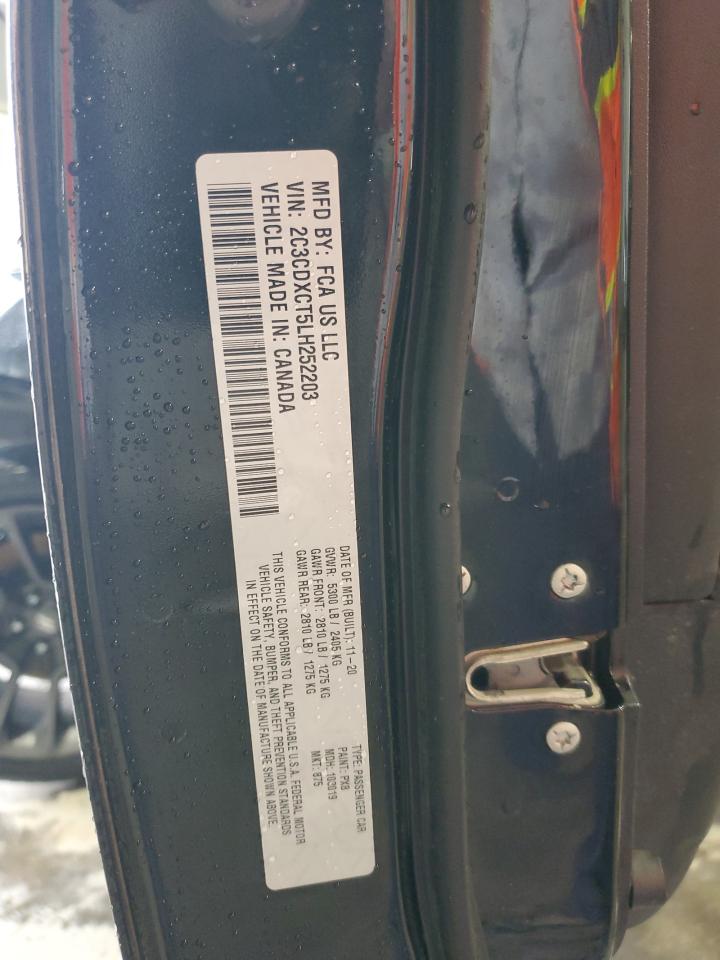 MFD BY: FCA US LLC
VIN: 2C3CDXCT5LH252203
VEHICLE MADE IN: CANADA
DATE OF MFR (BUILT): 11-20
GVWR: 5300 LB / 2405 KG
GAWR FRONT: 2810 LB / 1275 KG
GAWR REAR: 2810 LB / 1275 KG
TYPE: PASSENGER CAR
PAINT: PX8
MDH: 103019
MKT: 875
THIS VEHICLE CONFORMS TO ALL APPLICABLE U.S.A. FEDERAL MOTOR
VEHICLE SAFETY, BUMPER, AND THEFT PREVENTION STANDARDS
IN EFFECT ON THE DATE OF MANUFACTURE SHOWN ABOVE.